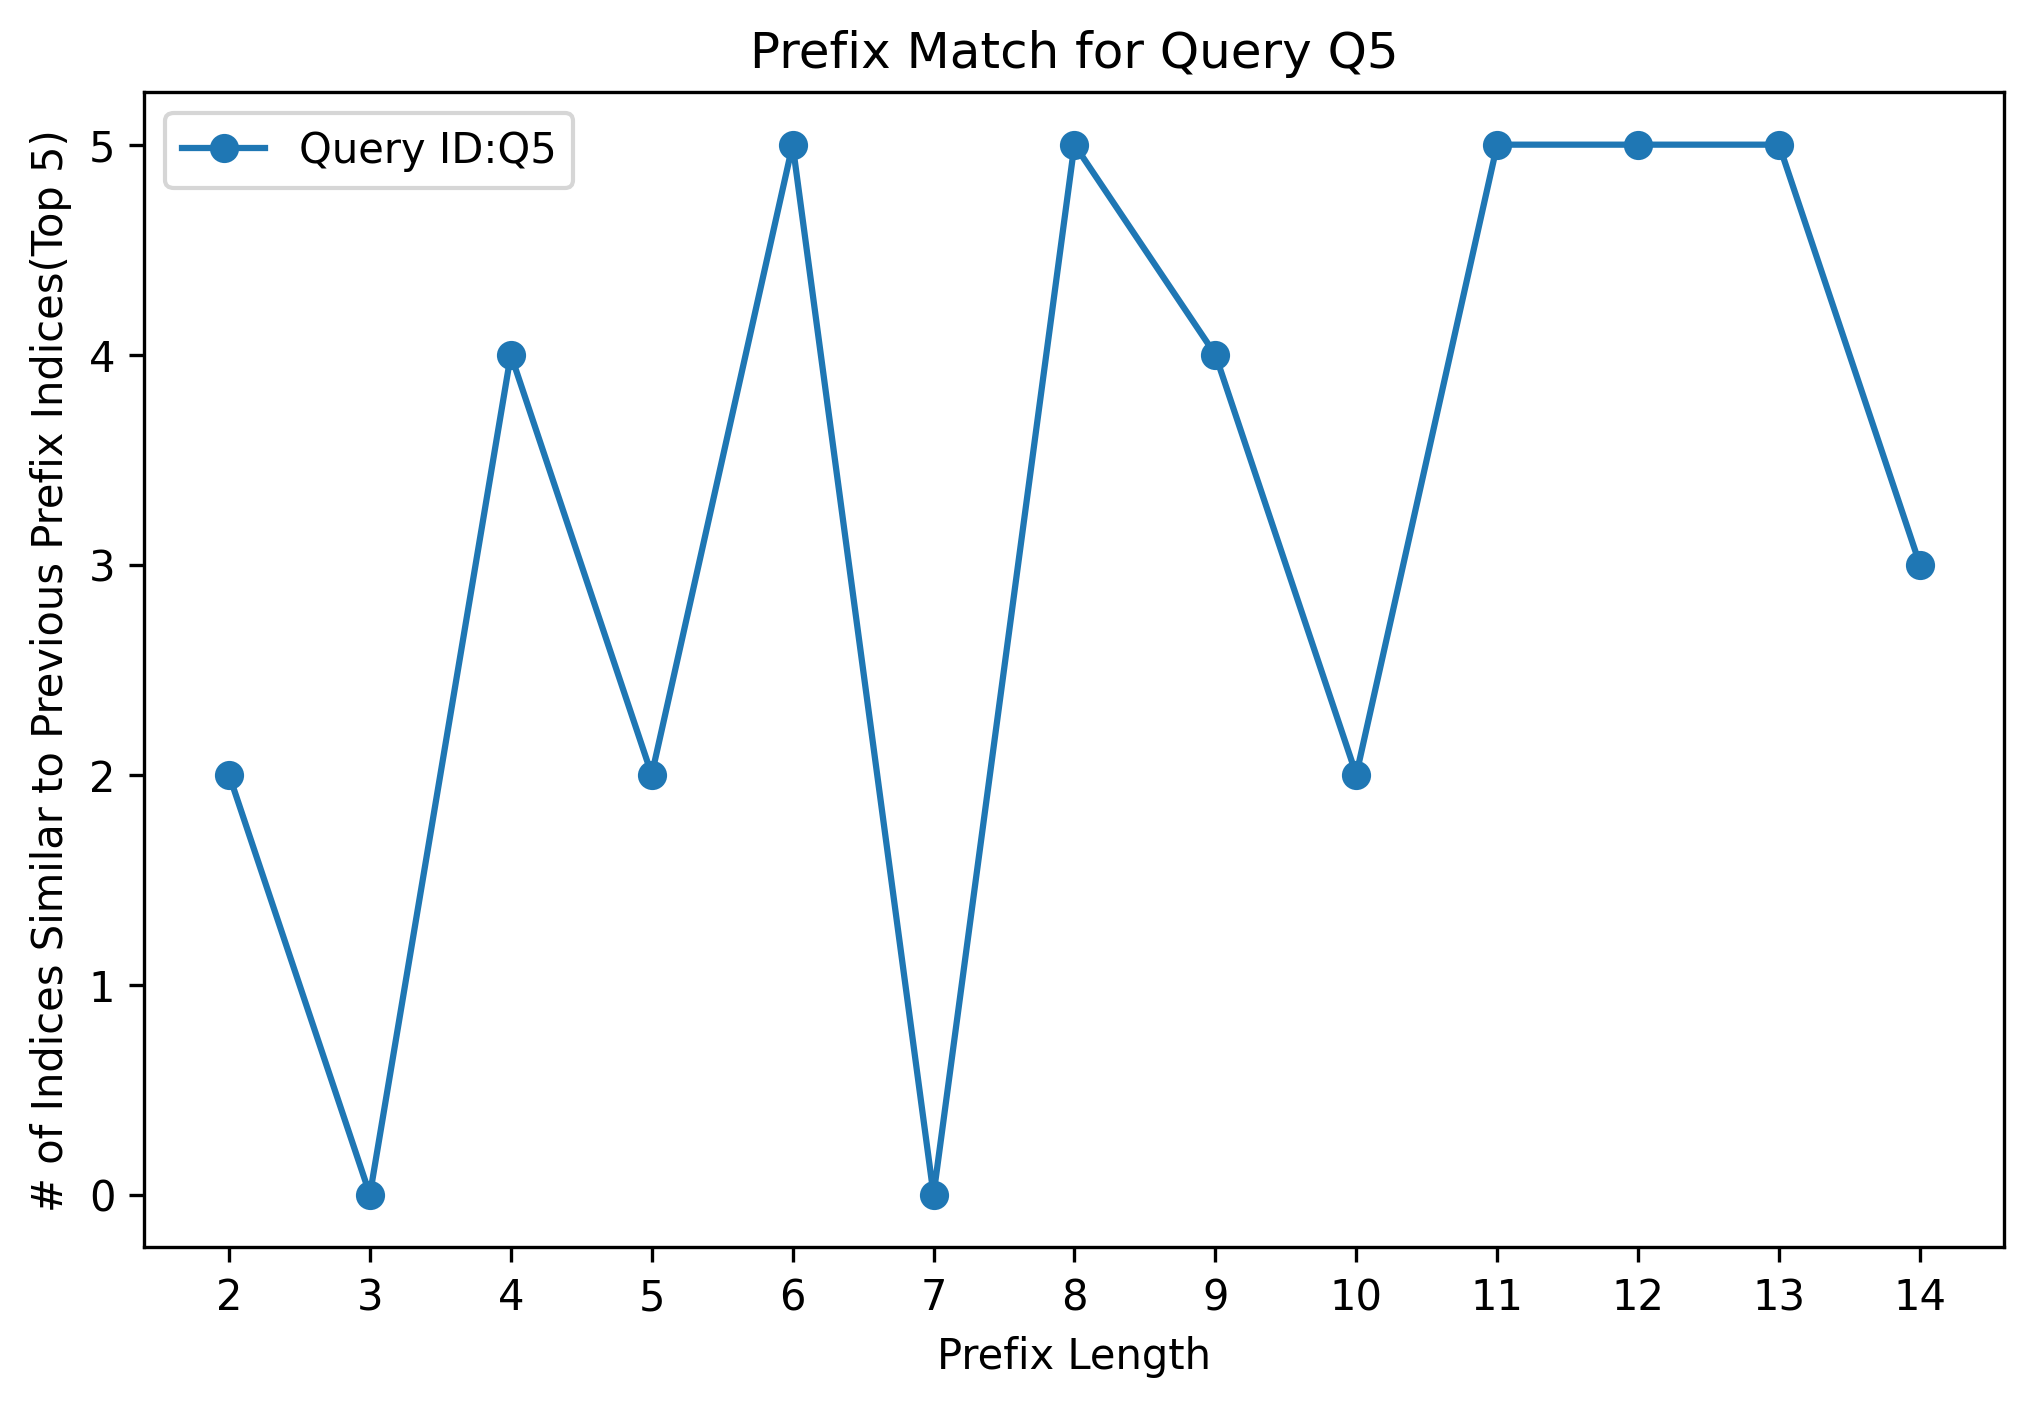 Prefix Match for Query Q5
Query ID:Q5
# of Indices Similar to Previous Prefix Indices(Top 5)
5
4
3
2
1
0
2 3 4 5 6 7 8 9 10 11 12 13 14
Prefix Length